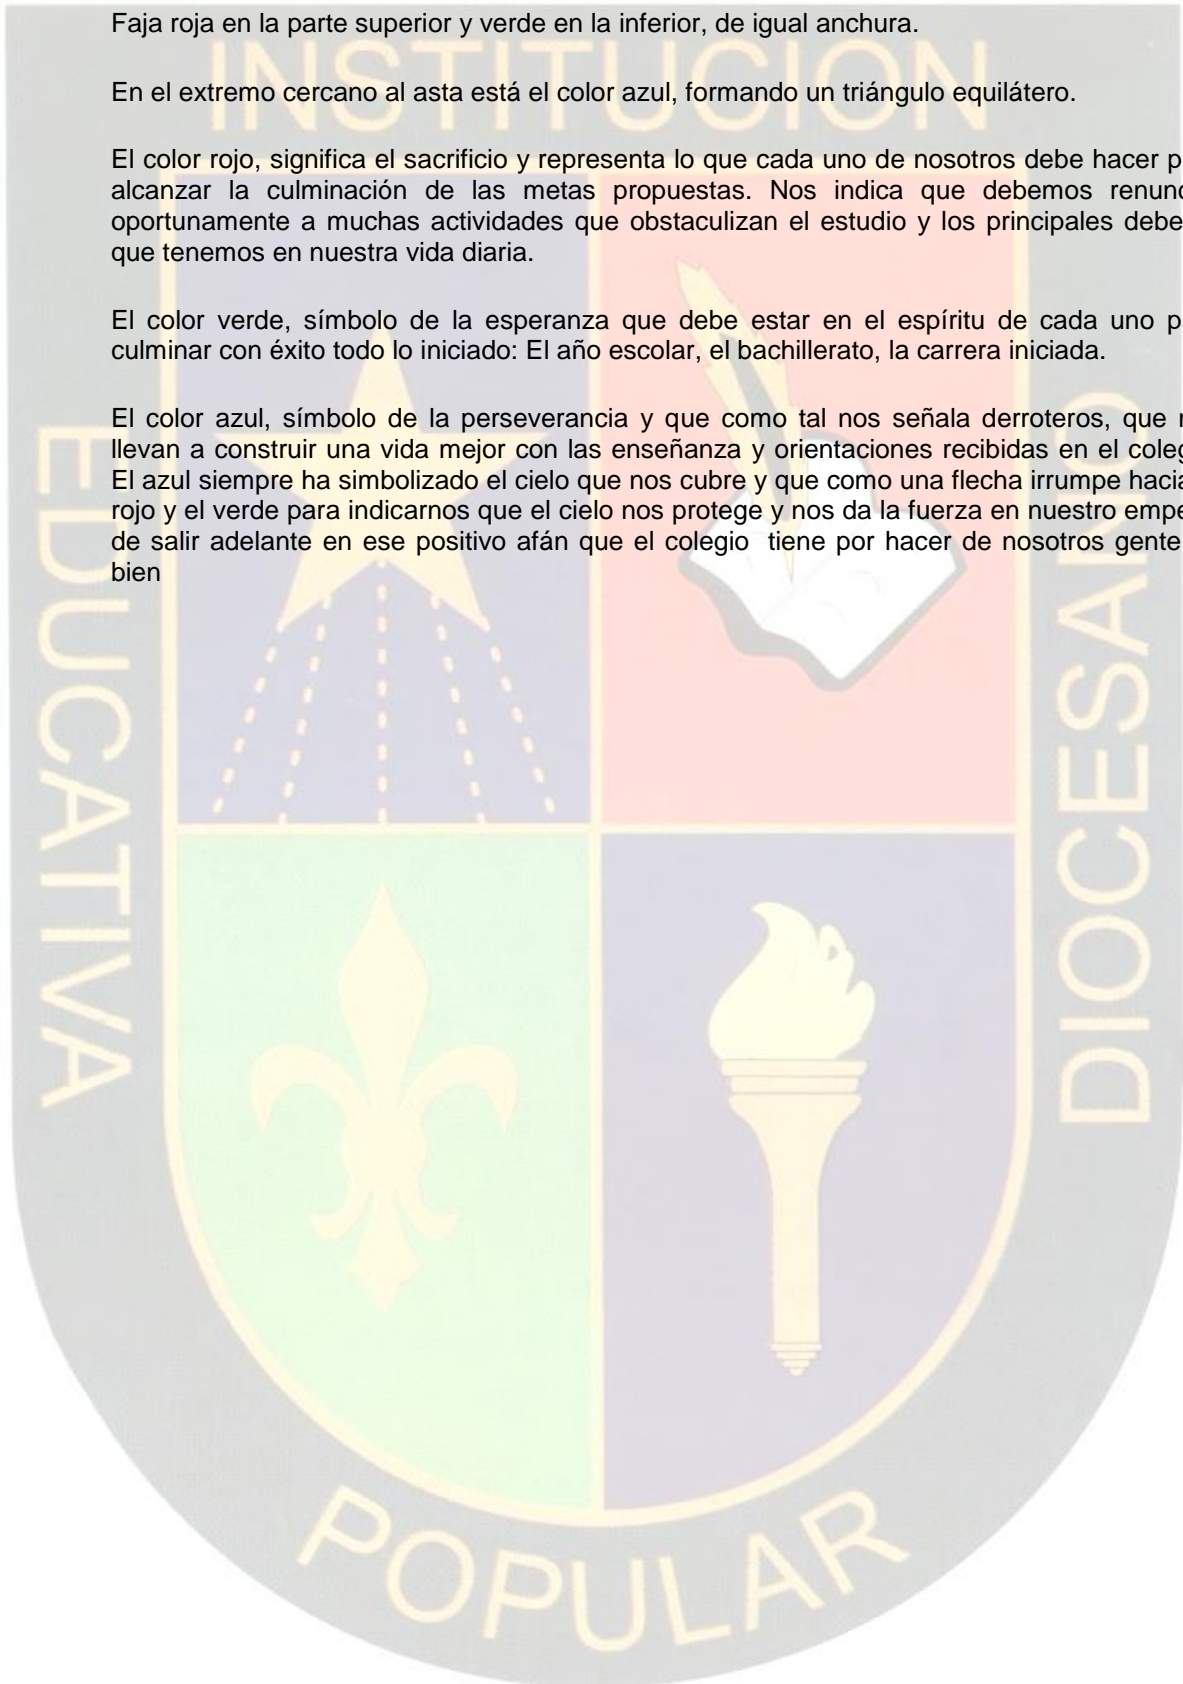 Faja roja en la parte superior y verde en la inferior, de igual anchura.
En el extremo cercano al asta está el color azul, formando un triángulo equilátero.
El color rojo, significa el sacrificio y representa lo que cada uno de nosotros debe hacer p
alcanzar la culminación de las metas propuestas. Nos indica que debemos renunc
oportunamente a muchas actividades que obstaculizan el estudio y los principales debe
que tenemos en nuestra vida diaria.
El color verde, símbolo de la esperanza que debe estar en el espíritu de cada uno p
culminar con éxito todo lo iniciado: El año escolar, el bachillerato, la carrera iniciada.
El color azul, símbolo de la perseverancia y que como tal nos señala derroteros, que n
llevan a construir una vida mejor con las enseñanza y orientaciones recibidas en el coleg
El azul siempre ha simbolizado el cielo que nos cubre y que como una flecha irrumpe hacia
rojo y el verde para indicarnos que el cielo nos protege y nos da la fuerza en nuestro empe
de salir adelante en ese positivo afán que el colegio tiene por hacer de nosotros gente
bien
INSTITUCION
EDUCATIVA
DIOCESANO
POPULAR